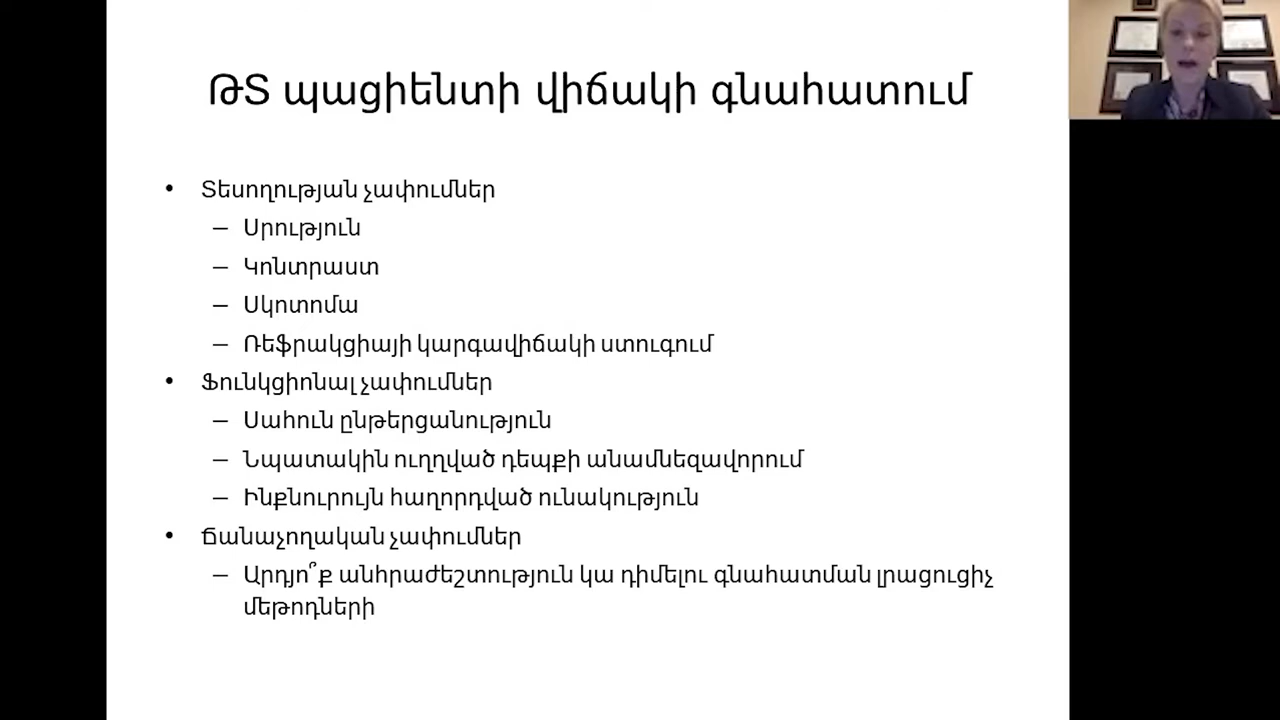 ԹՏ պացիենտի վիճակի գնահատում
• Տեսողության չափումներ
– Սրություն
– Կոնտրաստ
– Սկոտոմա
– Ռեֆրակցիայի կարգավիճակի ստուգում
• Ֆունկցիոնալ չափումներ
– Սահուն ընթերցանություն
– Նպատակին ուղղված դեպքի անամնեզավորում
– Ինքնուրույն հաղորդված ունակություն
• Ճանաչողական չափումներ
– Արդյո՞ք անհրաժեշտություն կա դիմելու գնահատման լրացուցիչ
մեթոդների